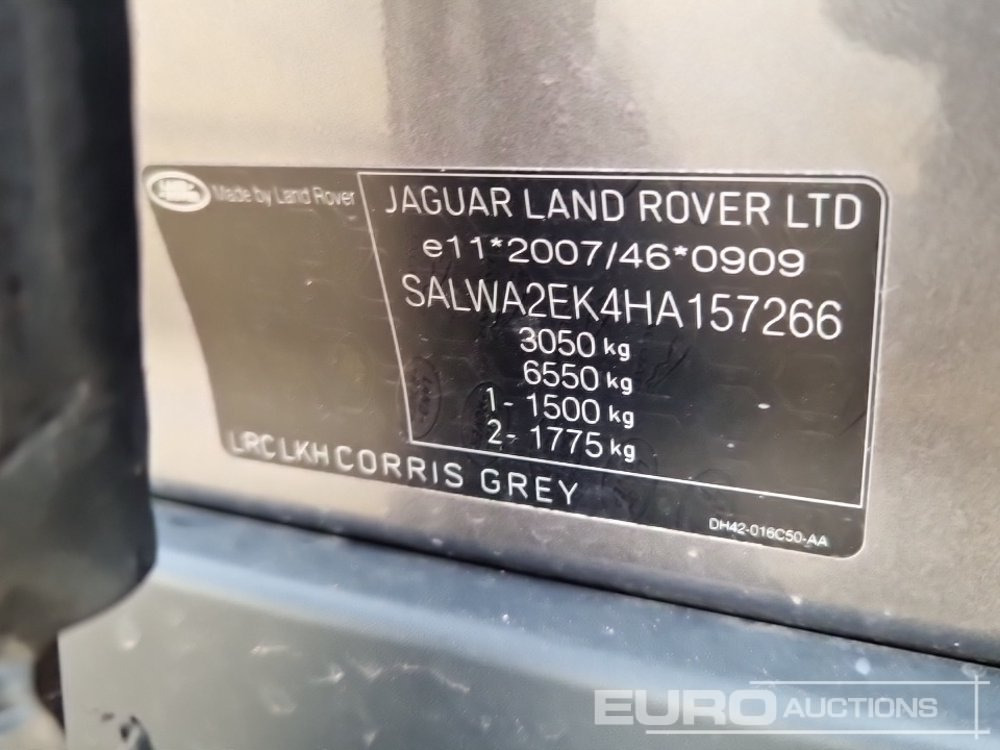 Made by Land Rover
JAGUAR LAND ROVER LTD
e11*2007/46*0909
SALWA2EK4HA157266
3050 kg
6550 kg
1- 1500 kg
2- 1775 kg
LRC LKH CORRIS GREY
DH42-016C50-AA
EURO AUCTIONS